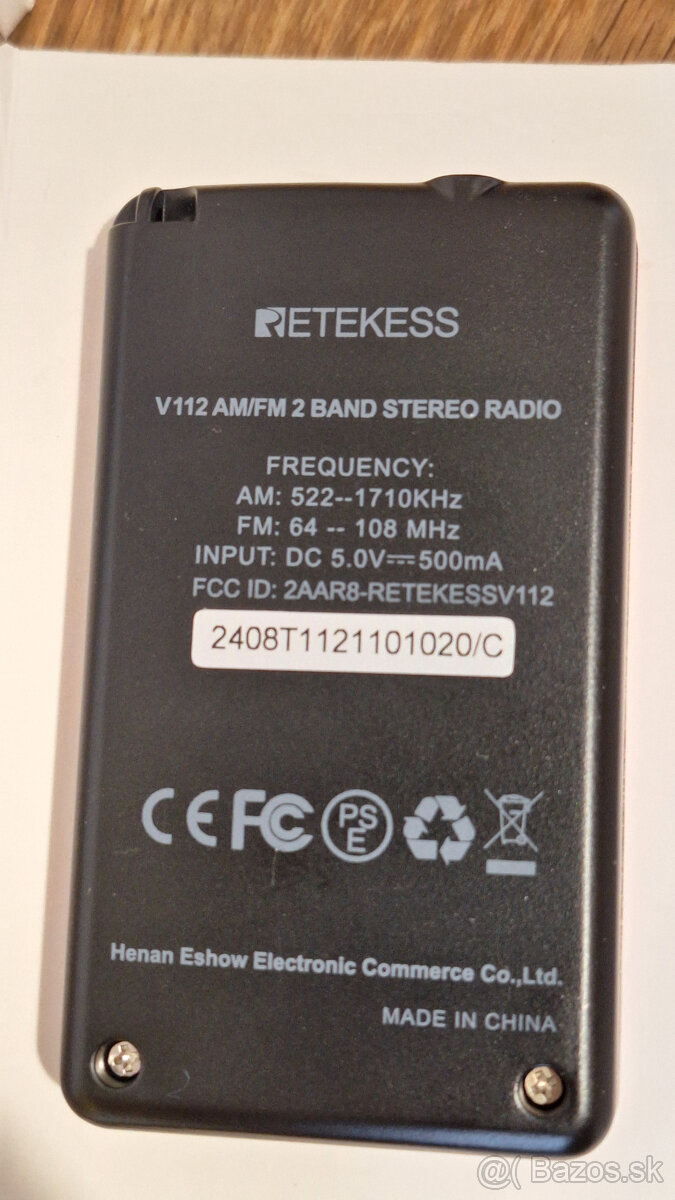 RETEKESS
V112 AM/FM 2 BAND STEREO RADIO
FREQUENCY:
AM: 522--1710KHz
FM: 64 -- 108 MHz
INPUT: DC 5.0V⎓500mA
FCC ID: 2AAR8-RETEKESSV112
2408T1121101020/C
CE FC PSE
Henan Eshow Electronic Commerce Co.,Ltd.
MADE IN CHINA
@( Bazos.sk